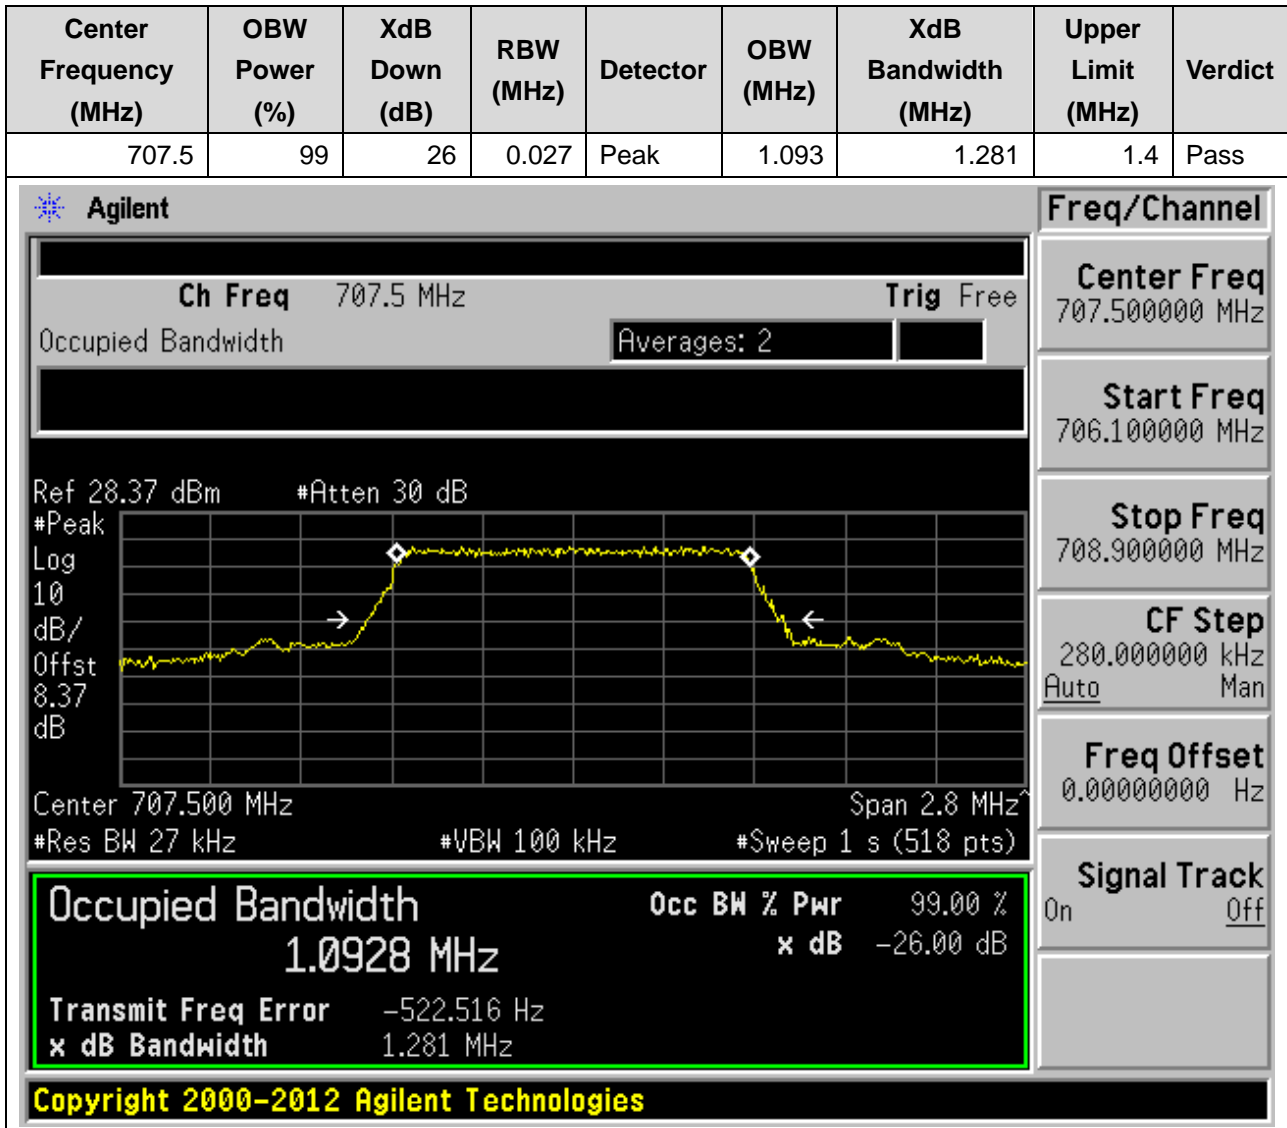 Center Frequency (MHz) OBW Power (%) XdB Down (dB) RBW (MHz) Detector OBW (MHz) XdB Bandwidth (MHz) Upper Limit (MHz) Verdict
707.5 99 26 0.027 Peak 1.093 1.281 1.4 Pass
Agilent
Freq/Channel
Ch Freq 707.5 MHz Trig Free
Occupied Bandwidth Averages: 2
Center Freq
707.500000 MHz
Start Freq
706.100000 MHz
Stop Freq
708.900000 MHz
CF Step
280.000000 kHz
Auto Man
Freq Offset
0.00000000 Hz
Signal Track
On Off
Ref 28.37 dBm #Atten 30 dB
#Peak
Log
10
dB/
Offst
8.37
dB
Center 707.500 MHz Span 2.8 MHz^
#Res BW 27 kHz #VBW 100 kHz #Sweep 1 s (518 pts)
Occupied Bandwidth Occ BW % Pwr 99.00 %
1.0928 MHz x dB -26.00 dB
Transmit Freq Error -522.516 Hz
x dB Bandwidth 1.281 MHz
Copyright 2000-2012 Agilent Technologies